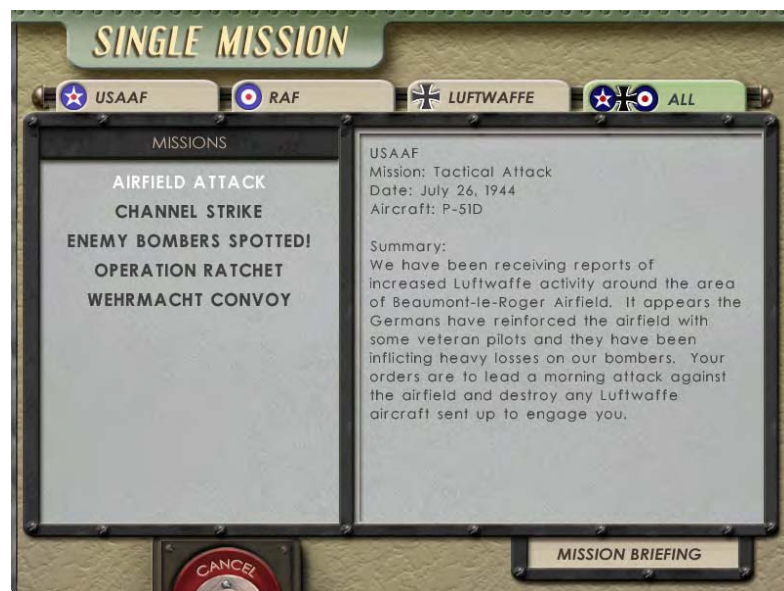 SINGLE MISSION
USAAF
RAF
LUFTWAFFE
ALL
MISSIONS
AIRFIELD ATTACK
CHANNEL STRIKE
ENEMY BOMBERS SPOTTED!
OPERATION RATCHET
WEHRMACHT CONVOY
USAAF
Mission: Tactical Attack
Date: July 26, 1944
Aircraft: P-51D
Summary:
We have been receiving reports of
increased Luftwaffe activity around the area
of Beaumont-le-Roger Airfield. It appears the
Germans have reinforced the airfield with
some veteran pilots and they have been
inflicting heavy losses on our bombers. Your
orders are to lead a morning attack against
the airfield and destroy any Luftwaffe
aircraft sent up to engage you.
CANCEL
MISSION BRIEFING